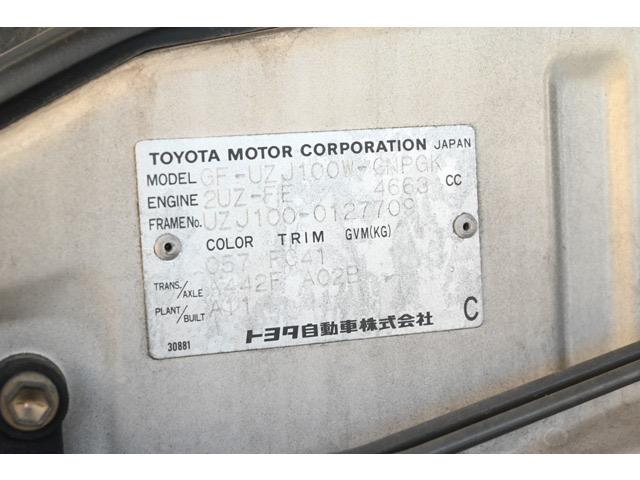 TOYOTA MOTOR CORPORATION JAPAN
MODEL GF-UZJ100W-GNPGK
ENGINE 2UZ-FE 4663 CC
FRAME No. UZJ100-0127709
COLOR TRIM GVM(KG)
057 FG41
TRANS./AXLE A442F A02B
PLANT/BUILT A11
トヨタ自動車株式会社
30881
C